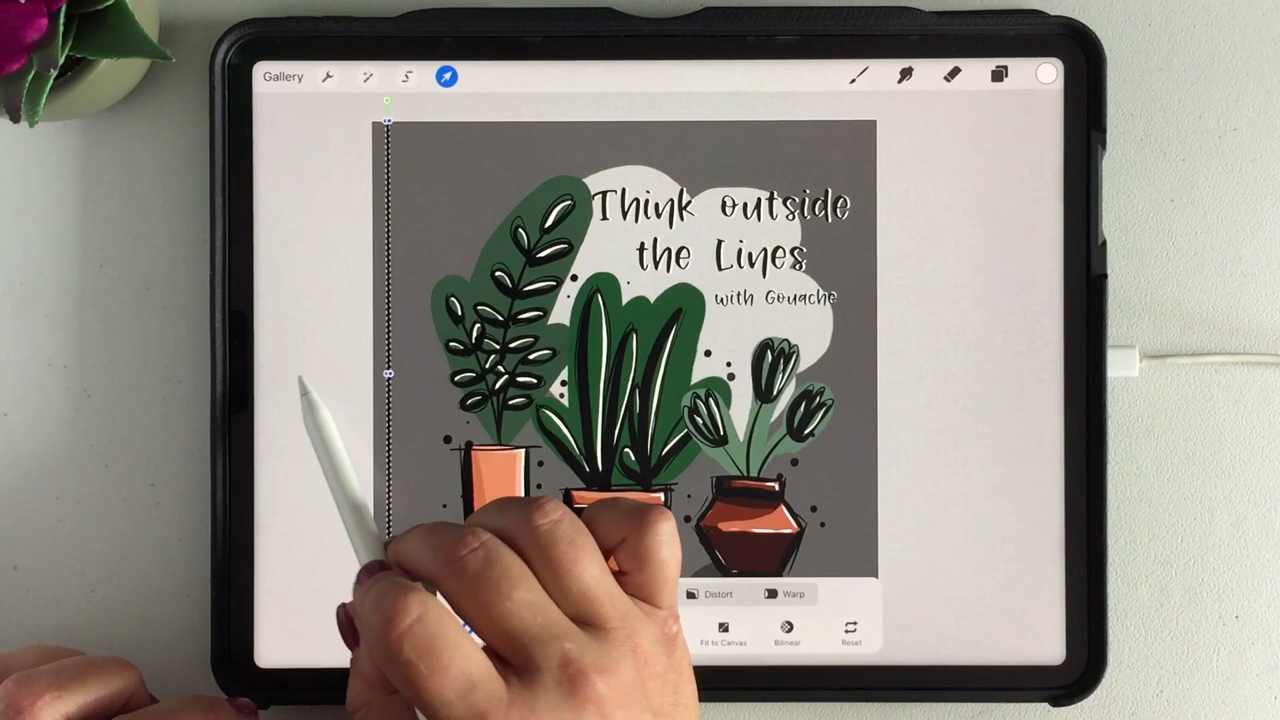 Gallery
Think outside
the Lines
with Gouache
Distort
Warp
Fit to Canvas
Bilinear
Reset